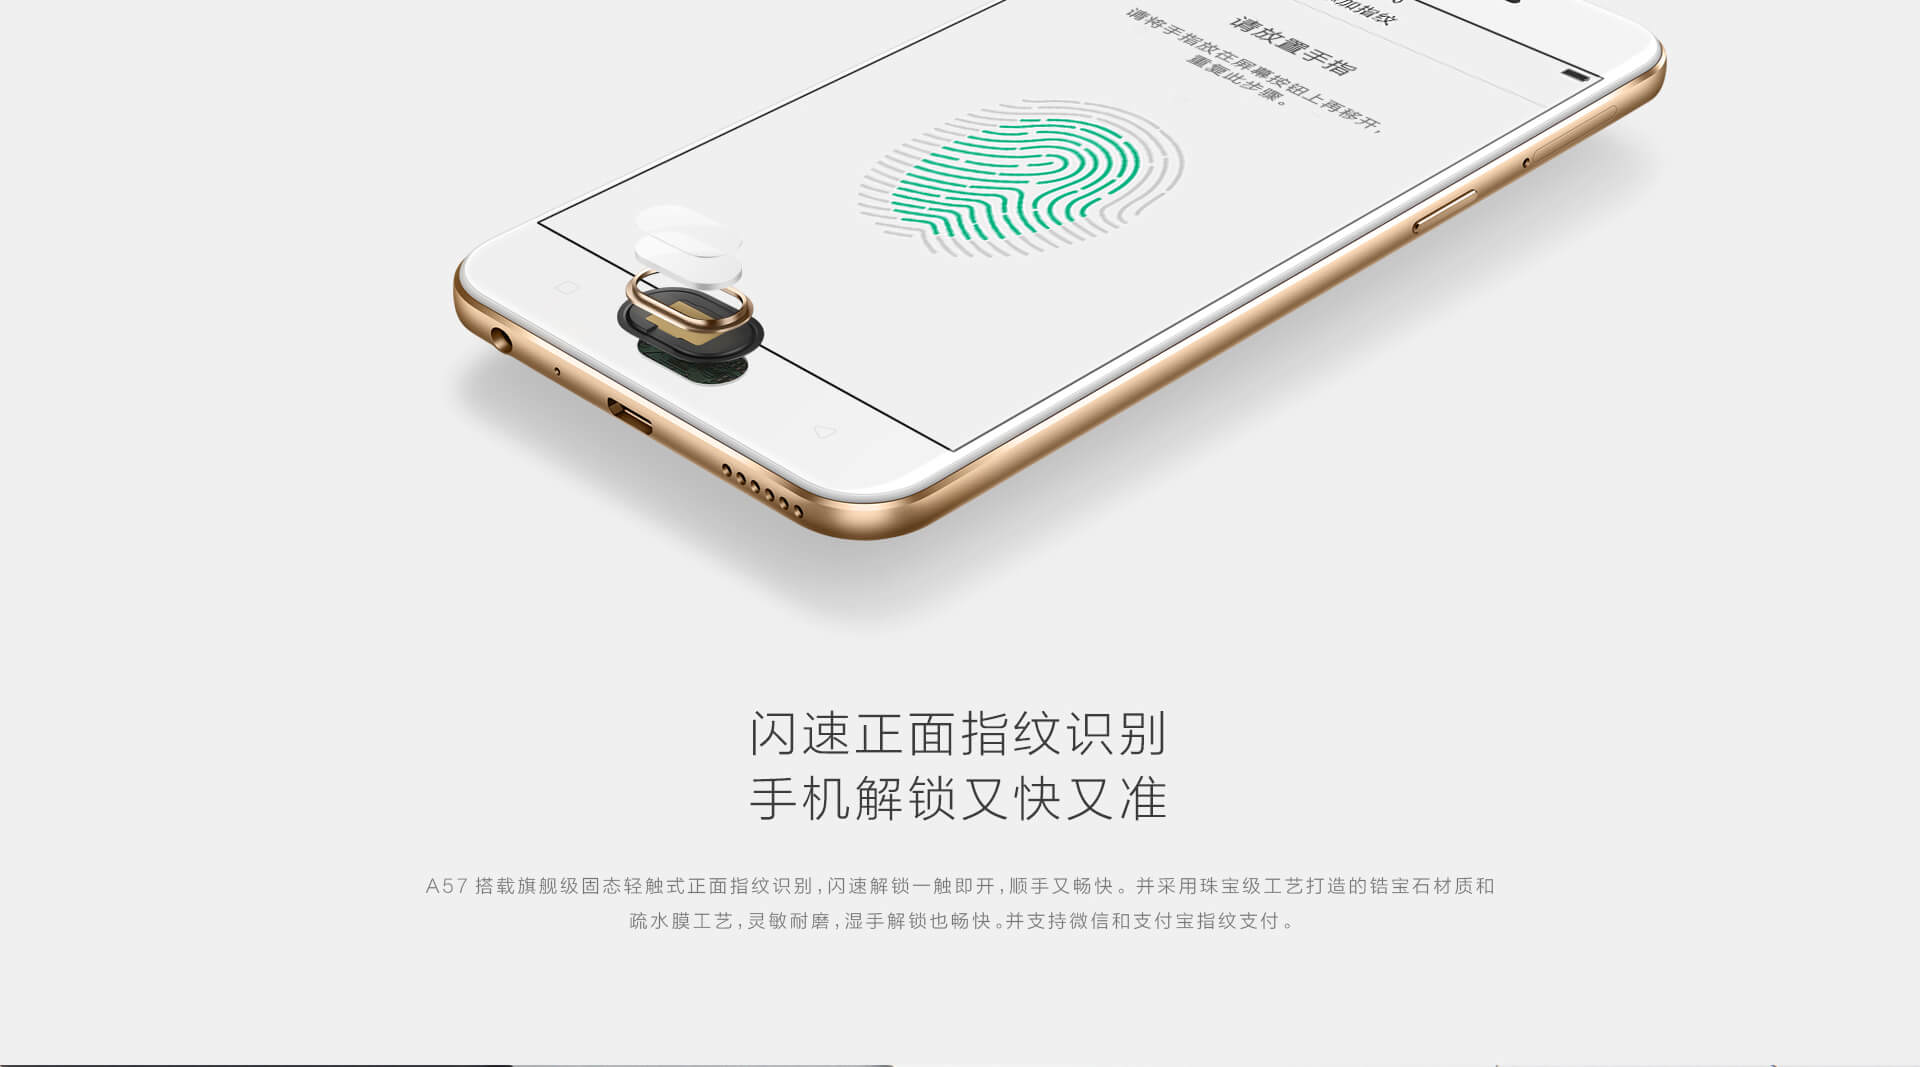 加指纹
请放置手指
请将手指放在屏幕按钮上再移开，
重复此步骤。
闪速正面指纹识别
手机解锁又快又准
A57 搭载旗舰级固态轻触式正面指纹识别，闪速解锁一触即开，顺手又畅快。并采用珠宝级工艺打造的锆宝石材质和
疏水膜工艺，灵敏耐磨，湿手解锁也畅快。并支持微信和支付宝指纹支付。